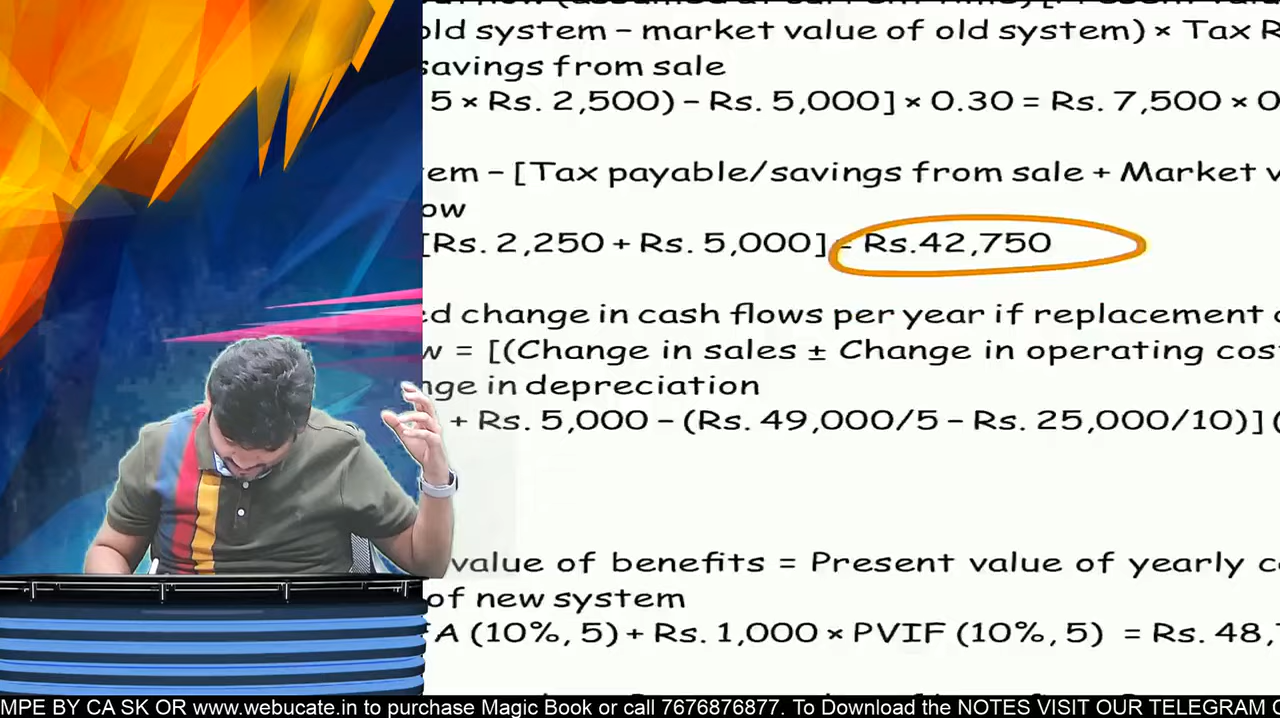 old system – market value of old system) × Tax R
savings from sale
5 × Rs. 2,500) – Rs. 5,000] × 0.30 = Rs. 7,500 × 0
em – [Tax payable/savings from sale + Market v
ow
[Rs. 2,250 + Rs. 5,000] = Rs.42,750
ed change in cash flows per year if replacement
w = [(Change in sales ± Change in operating cos
nge in depreciation
+ Rs. 5,000 – (Rs. 49,000/5 – Rs. 25,000/10)] (
value of benefits = Present value of yearly c
of new system
A (10%, 5) + Rs. 1,000 × PVIF (10%, 5) = Rs. 48,
MPE BY CA SK OR www.webucate.in to purchase Magic Book or call 7676876877. To Download the NOTES VISIT OUR TELEGRAM C